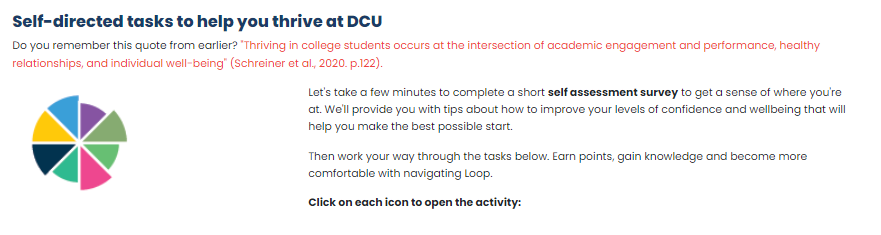 Self-directed tasks to help you thrive at DCU
Do you remember this quote from earlier? "Thriving in college students occurs at the intersection of academic engagement and performance, healthy
relationships, and individual well-being" (Schreiner et al., 2020. p.122).
Let's take a few minutes to complete a short self assessment survey to get a sense of where you're
at. We'll provide you with tips about how to improve your levels of confidence and wellbeing that will
help you make the best possible start.
Then work your way through the tasks below. Earn points, gain knowledge and become more
comfortable with navigating Loop.
Click on each icon to open the activity: